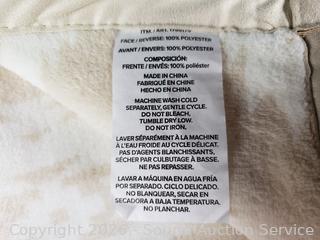 FACE / REVERSE: 100% POLYESTER
AVANT / ENVERS: 100% POLYESTER
COMPOSICIÓN:
FRENTE / ENVÉS: 100% poliéster
MADE IN CHINA
FABRIQUÉ EN CHINE
HECHO EN CHINA
MACHINE WASH COLD
SEPARATELY, GENTLE CYCLE.
DO NOT BLEACH,
TUMBLE DRY LOW.
DO NOT IRON.
LAVER SÉPARÉMENT À LA MACHINE
À L'EAU FROIDE AU CYCLE DÉLICAT.
PAS D'AGENTS BLANCHISSANTS,
SÉCHER PAR CULBUTAGE À BASSE.
NE PAS REPASSER.
LAVAR A MÁQUINA EN AGUA FRÍA
POR SEPARADO. CICLO DELICADO.
NO BLANQUEAR, SECAR EN
SECADORA A BAJA TEMPERATURA.
NO PLANCHAR.
Copyright 2026 - Sound Auction Service